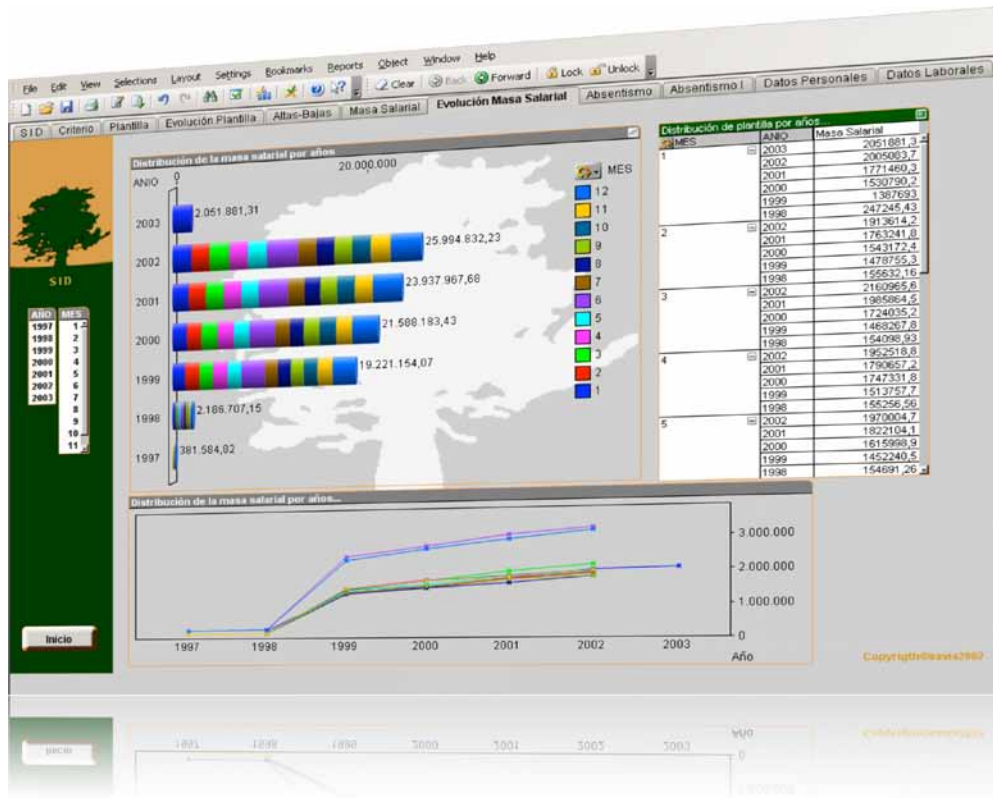 File Edit View Selections Layout Settings Bookmarks Reports Object Window Help
Clear Back Forward Lock Unlock
SID Criterio Plantilla Evolución Plantilla Altas-Bajas Masa Salarial Evolución Masa Salarial Absentismo Absentismo I Datos Personales Datos Laborales
SID
AÑO MES
1997 1
1998 2
1999 3
2000 4
2001 5
2002 6
2003 7
8
9
10
11
Inicio
Distribución de la masa salarial por años
ANIO 0 20.000.000
2003 2.051.881,31
2002 25.994.832,23
2001 23.937.967,68
2000 21.588.183,43
1999 19.221.154,07
1998 2.186.707,15
1997 381.584,82
MES
12
11
10
9
8
7
6
5
4
3
2
1
Distribución de plantilla por años...
MES ANIO Masa Salarial
1 2003 2051881,3
2002 2005083,7
2001 1771460,3
2000 1530790,2
1999 1387693
1998 247245,43
2 2002 1913614,2
2001 1763241,8
2000 1543172,4
1999 1478755,3
1998 155632,16
3 2002 2160965,6
2001 1985864,5
2000 1724035,2
1999 1468267,8
1998 154098,93
4 2002 1952518,8
2001 1790657,2
2000 1747331,8
1999 1513757,7
1998 155256,56
5 2002 1970004,7
2001 1822104,1
2000 1615998,9
1999 1452240,5
1998 154691,26
Distribución de la masa salarial por años...
3.000.000
2.000.000
1.000.000
0
1997 1998 1999 2000 2001 2002 2003
Año